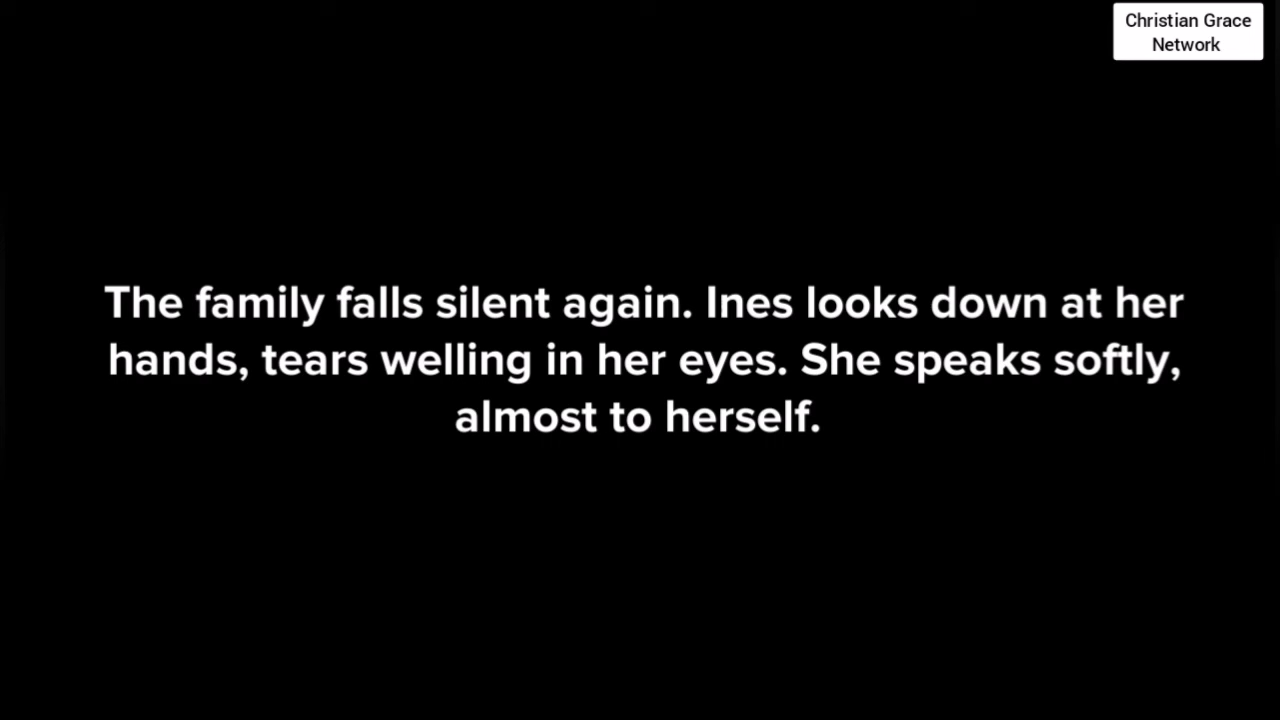 Christian Grace
Network
The family falls silent again. Ines looks down at her
hands, tears welling in her eyes. She speaks softly,
almost to herself.